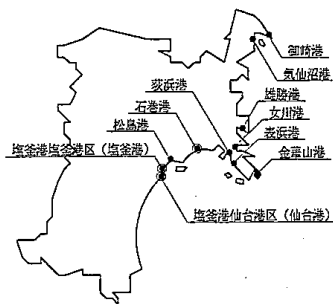 御崎港
気仙沼港
荻浜港
雄勝港
石巻港
女川港
松島港
表浜港
塩釜港塩釜港区（塩釜港）
金華山港
塩釜港仙台港区（仙台港）